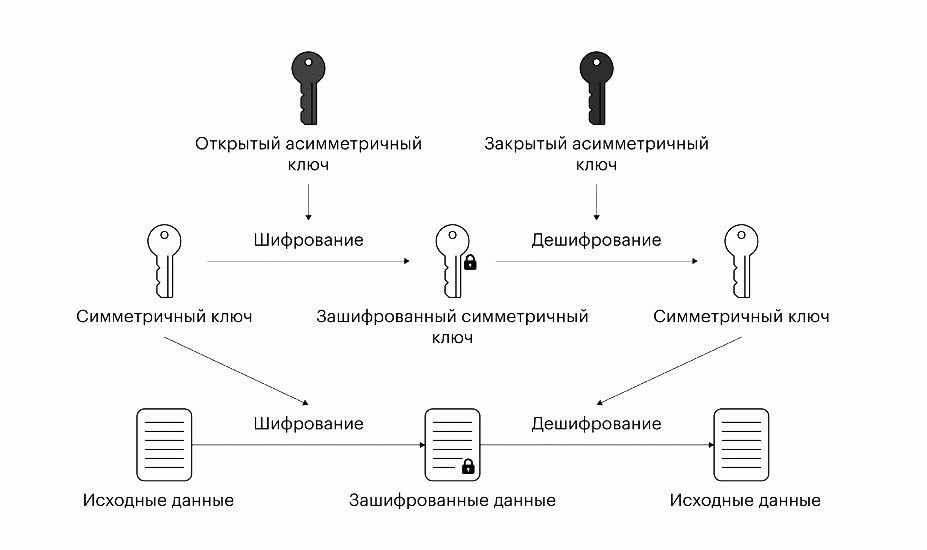 Открытый асимметричный
ключ
Закрытый асимметричный
ключ
Шифрование
Дешифрование
Симметричный ключ
Зашифрованный симметричный
ключ
Симметричный ключ
Шифрование
Дешифрование
Исходные данные
Зашифрованные данные
Исходные данные